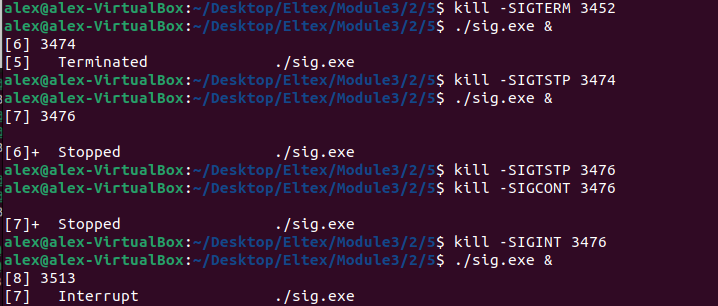 alex@alex-VirtualBox:~/Desktop/Eltex/Module3/2/5$ kill -SIGTERM 3452
alex@alex-VirtualBox:~/Desktop/Eltex/Module3/2/5$ ./sig.exe &
[6] 3474
[5]   Terminated              ./sig.exe
alex@alex-VirtualBox:~/Desktop/Eltex/Module3/2/5$ kill -SIGTSTP 3474
alex@alex-VirtualBox:~/Desktop/Eltex/Module3/2/5$ ./sig.exe &
[7] 3476
[6]+  Stopped                 ./sig.exe
alex@alex-VirtualBox:~/Desktop/Eltex/Module3/2/5$ kill -SIGTSTP 3476
alex@alex-VirtualBox:~/Desktop/Eltex/Module3/2/5$ kill -SIGCONT 3476
[7]+  Stopped                 ./sig.exe
alex@alex-VirtualBox:~/Desktop/Eltex/Module3/2/5$ kill -SIGINT 3476
alex@alex-VirtualBox:~/Desktop/Eltex/Module3/2/5$ ./sig.exe &
[8] 3513
[7]   Interrupt               ./sig.exe